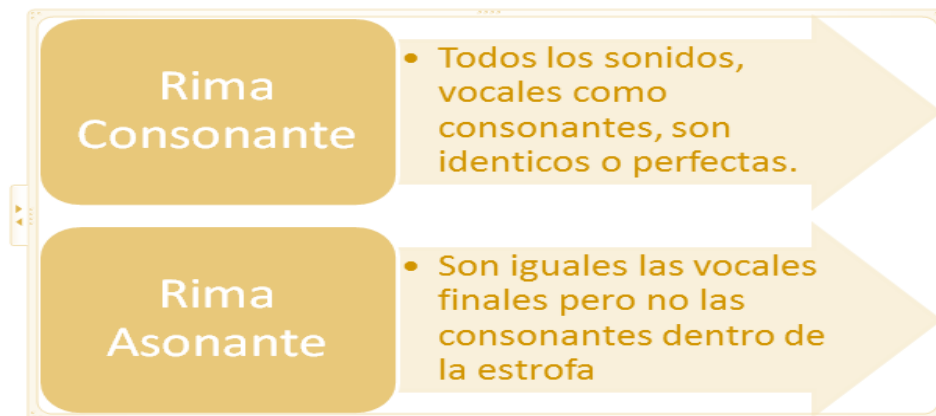 Rima
Consonante
• Todos los sonidos,
vocales como
consonantes, son
identicos o perfectas.
Rima
Asonante
• Son iguales las vocales
finales pero no las
consonantes dentro de
la estrofa